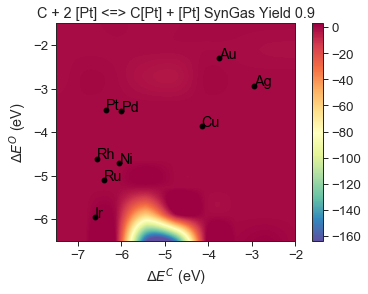 C + 2 [Pt] <=> C[Pt] + [Pt] SynGas Yield 0.9
−2
−3
−4
−5
−6
ΔE^O (eV)
Au
Ag
Pt
Pd
Cu
Rh
Ni
Ru
Ir
−7
−6
−5
−4
−3
−2
ΔE^C (eV)
0
−20
−40
−60
−80
−100
−120
−140
−160